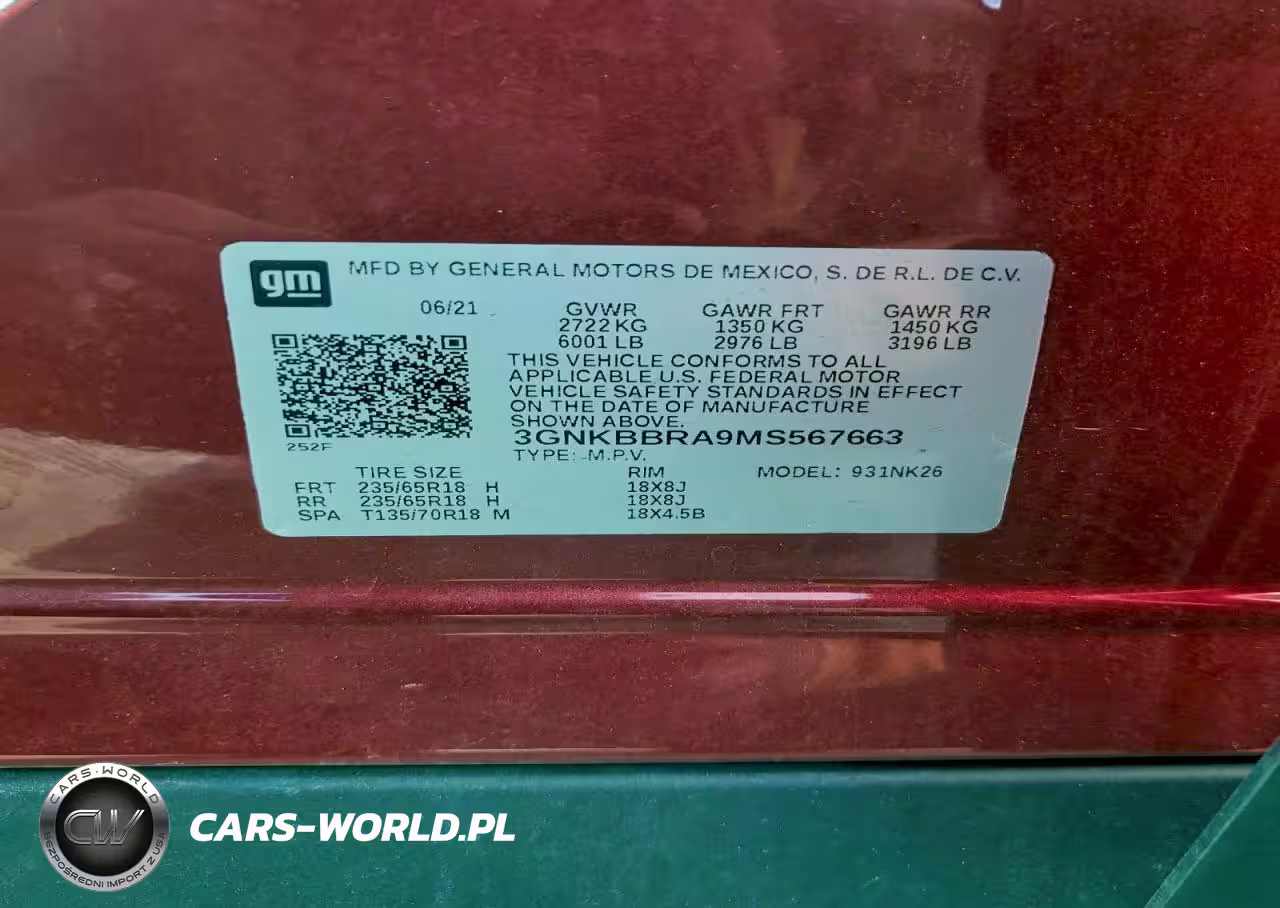 gm MFD BY GENERAL MOTORS DE MEXICO, S. DE R.L. DE C.V.
06/21 GVWR GAWR FRT GAWR RR
2722 KG 1350 KG 1450 KG
6001 LB 2976 LB 3196 LB
THIS VEHICLE CONFORMS TO ALL
APPLICABLE U.S. FEDERAL MOTOR
VEHICLE SAFETY STANDARDS IN EFFECT
ON THE DATE OF MANUFACTURE
SHOWN ABOVE.
3GNKBBRA9MS567663
252F
TYPE: M.P.V.
TIRE SIZE RIM MODEL: 931NK26
FRT 235/65R18 H 18X8J
RR 235/65R18 H 18X8J
SPA T135/70R18 M 18X4.5B
CARS-WORLD
CW
BEZPOŚREDNI IMPORT Z USA
CARS-WORLD.PL